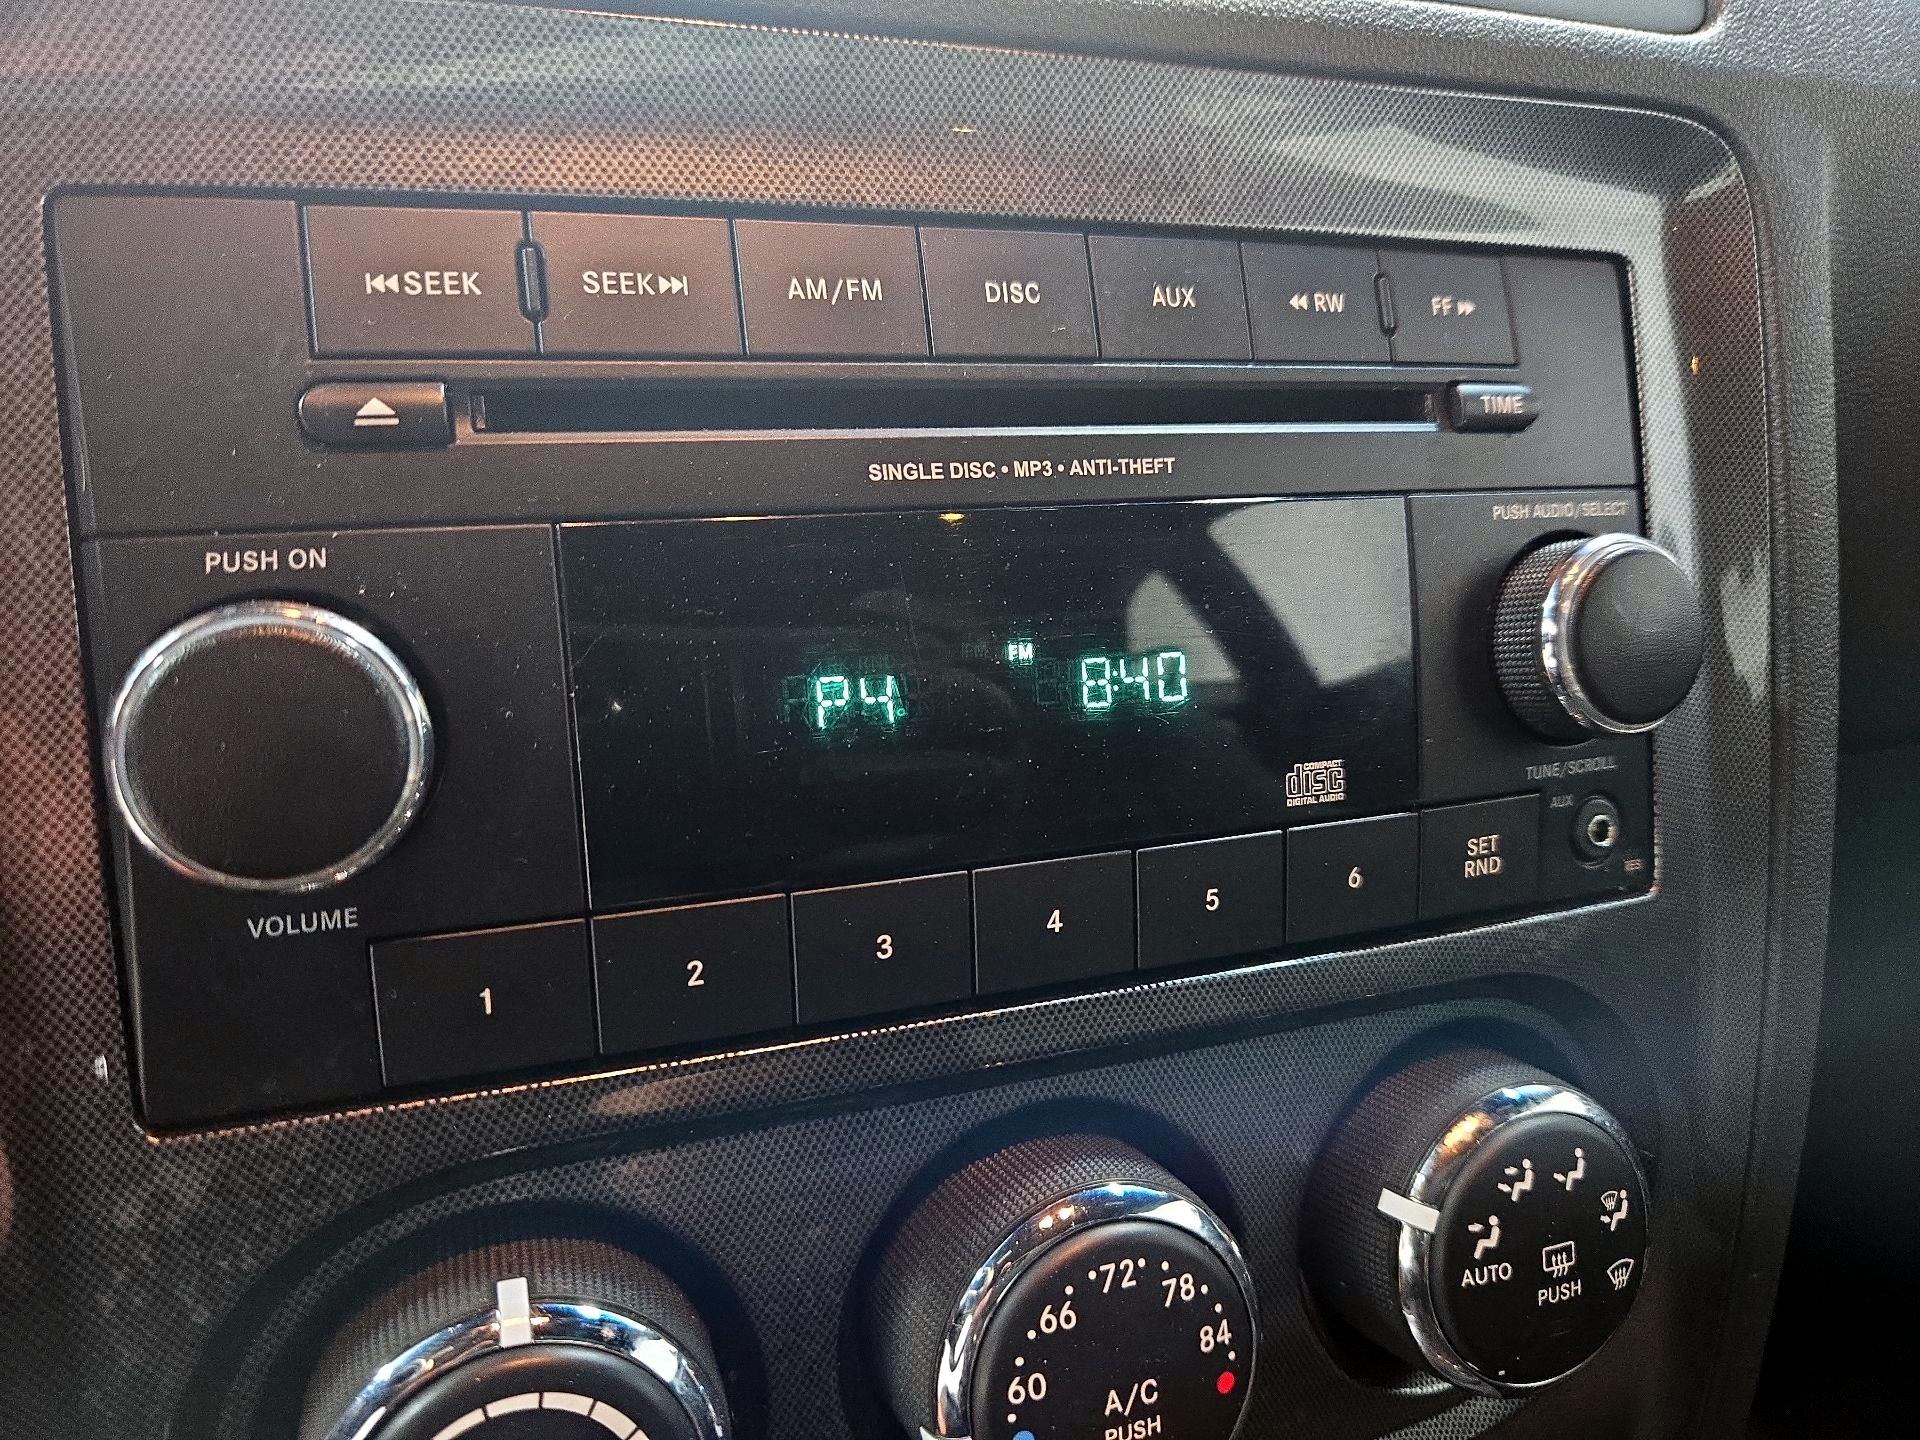 SEEK
SEEK
AM/FM
DISC
AUX
RW
FF
TIME
SINGLE DISC • MP3 • ANTI-THEFT
PUSH AUDIO/SELECT
PUSH ON
FM
P4
8:40
COMPACT
disc
DIGITAL AUDIO
TUNE/SCROLL
AUX
VOLUME
1
2
3
4
5
6
SET
RND
RES
60
66
72
78
84
A/C
PUSH
AUTO
PUSH